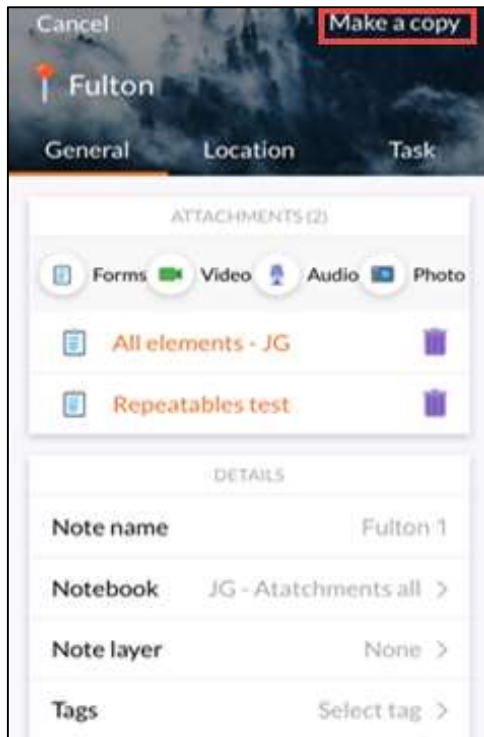 Cancel Make a copy
Fulton
General Location Task
ATTACHMENTS (2)
Forms Video Audio Photo
All elements - JG
Repeatables test
DETAILS
Note name Fulton 1
Notebook JG - Atatchments all >
Note layer None >
Tags Select tag >